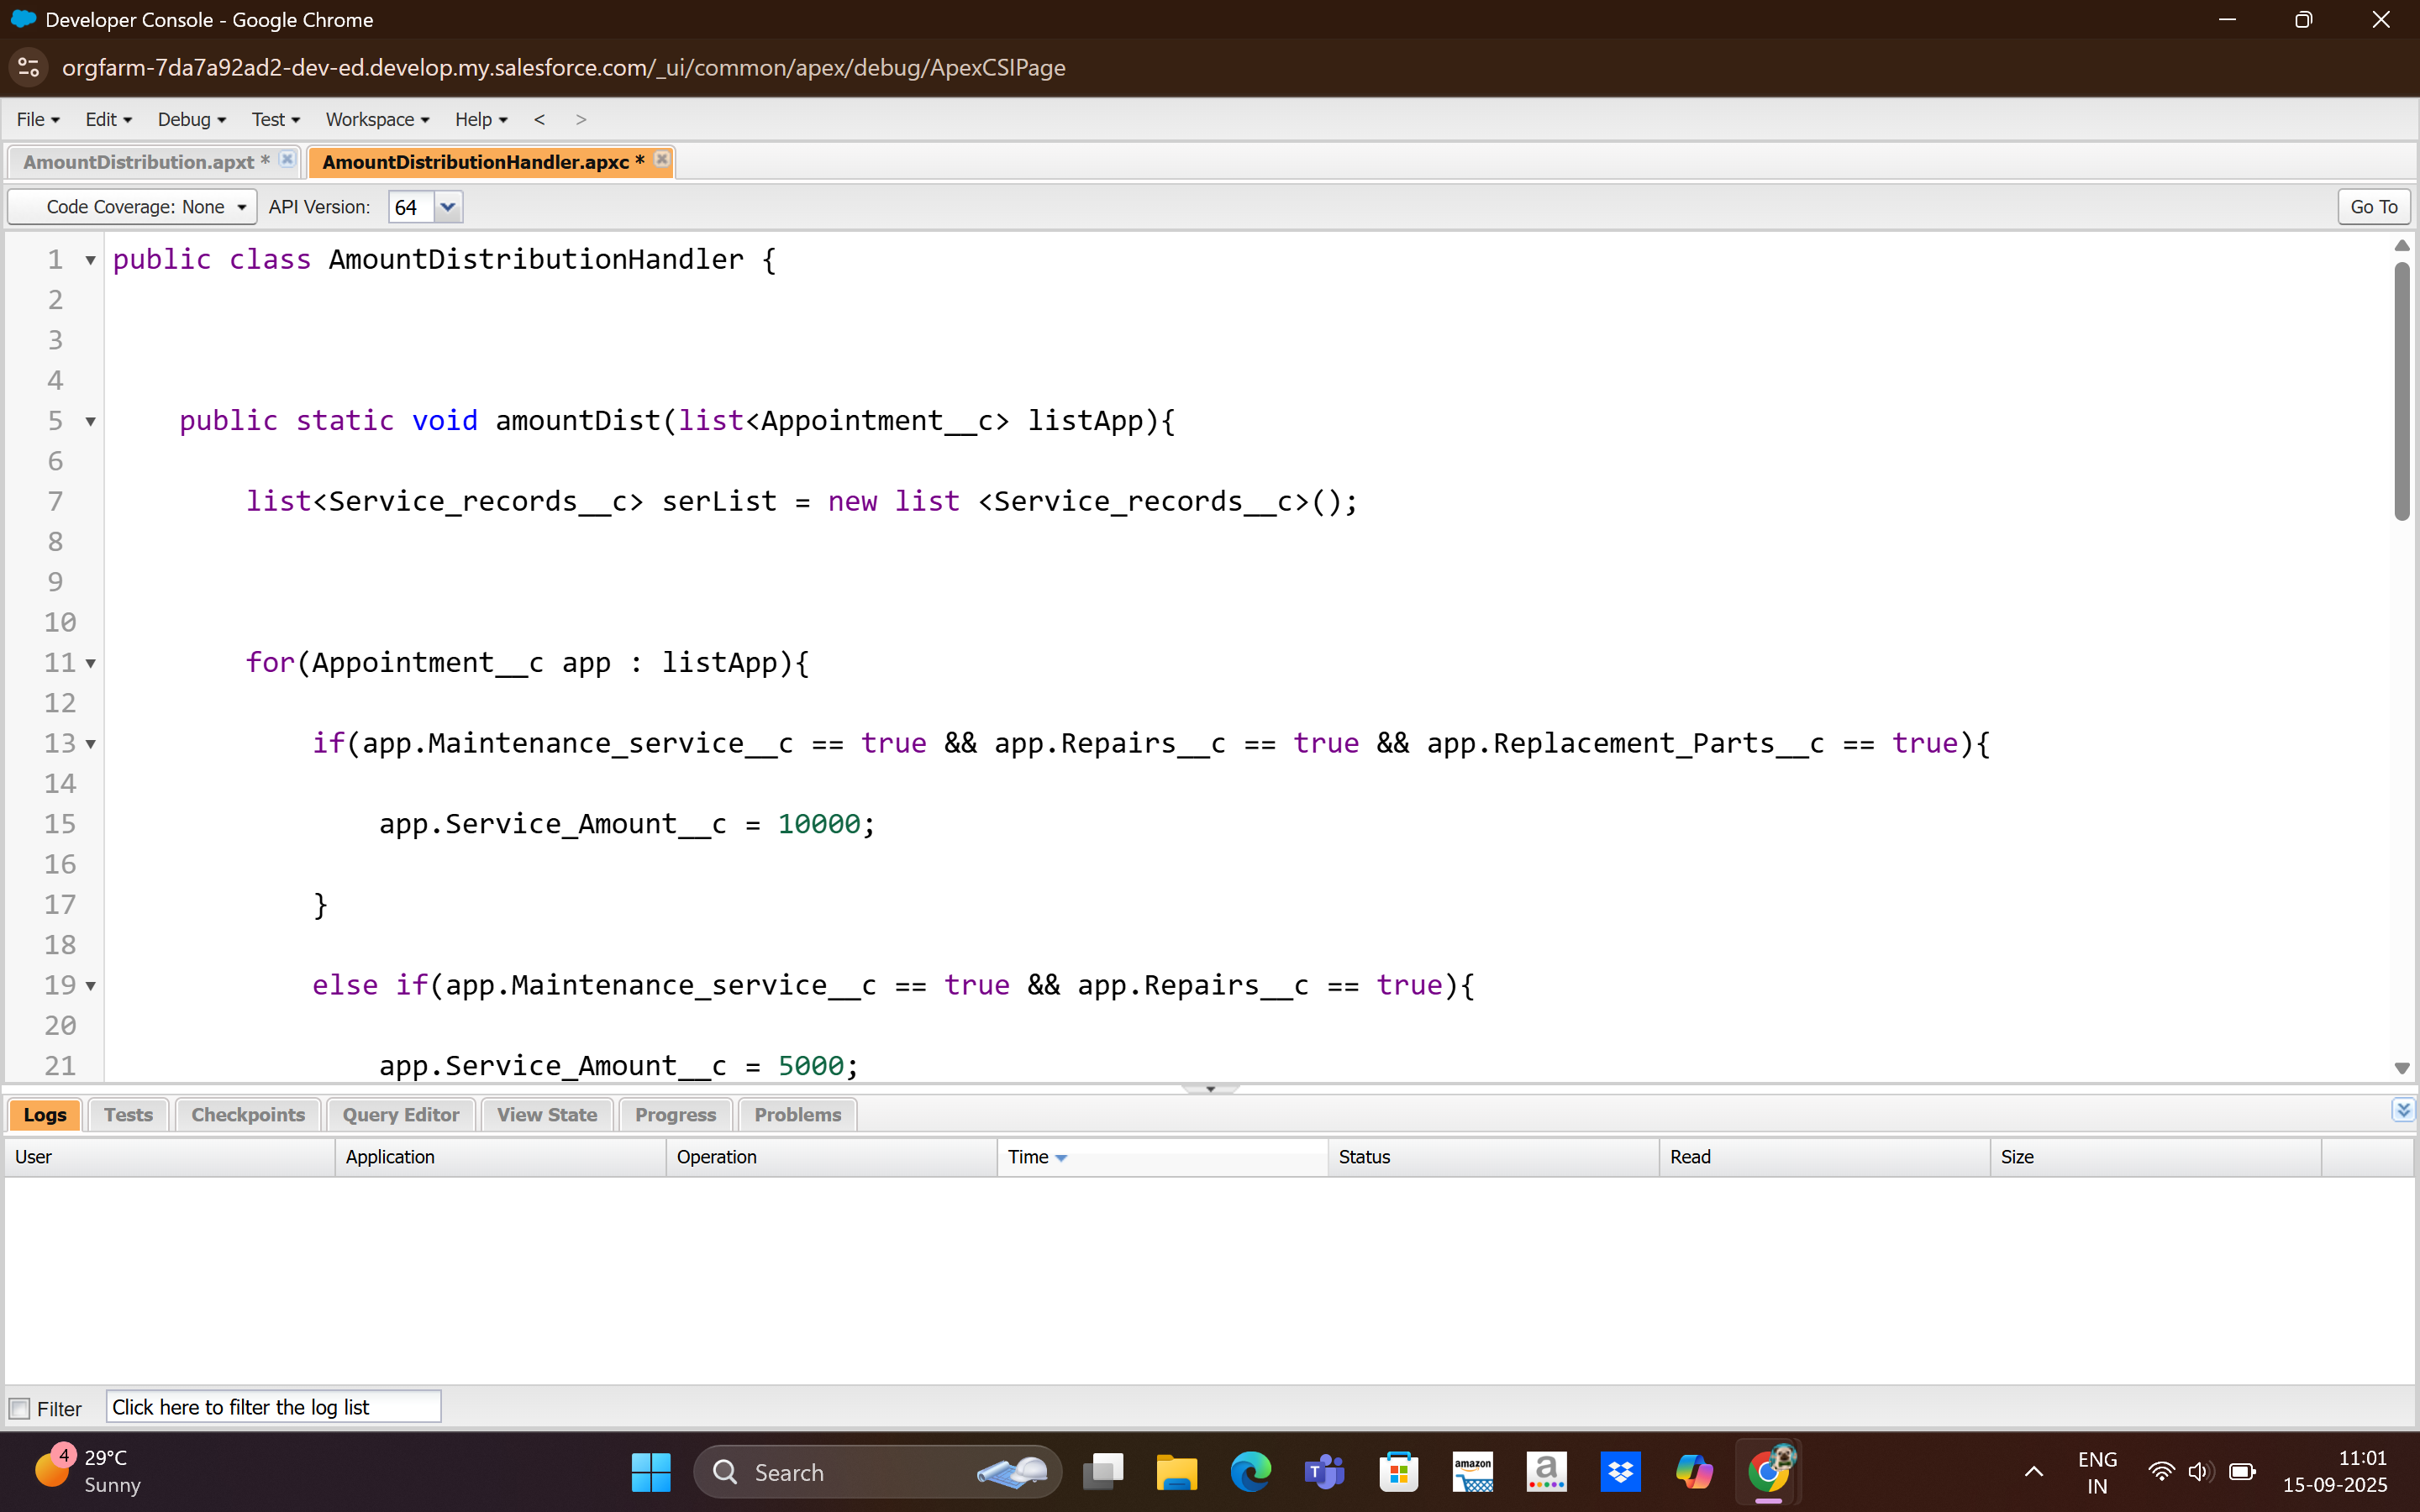 Developer Console - Google Chrome
orgfarm-7da7a92ad2-dev-ed.develop.my.salesforce.com/_ui/common/apex/debug/ApexCSIPage
File Edit Debug Test Workspace Help < >
AmountDistribution.apxt * AmountDistributionHandler.apxc *
Code Coverage: None API Version: 64 Go To
1 public class AmountDistributionHandler {
2
3
4
5 public static void amountDist(list<Appointment__c> listApp){
6
7 list<Service_records__c> serList = new list <Service_records__c>();
8
9
10
11 for(Appointment__c app : listApp){
12
13 if(app.Maintenance_service__c == true && app.Repairs__c == true && app.Replacement_Parts__c == true){
14
15 app.Service_Amount__c = 10000;
16
17 }
18
19 else if(app.Maintenance_service__c == true && app.Repairs__c == true){
20
21 app.Service_Amount__c = 5000;
Logs Tests Checkpoints Query Editor View State Progress Problems
User Application Operation Time Status Read Size
Filter Click here to filter the log list
4 29°C
Sunny
Search
amazon
a
T
ENG
IN
11:01
15-09-2025